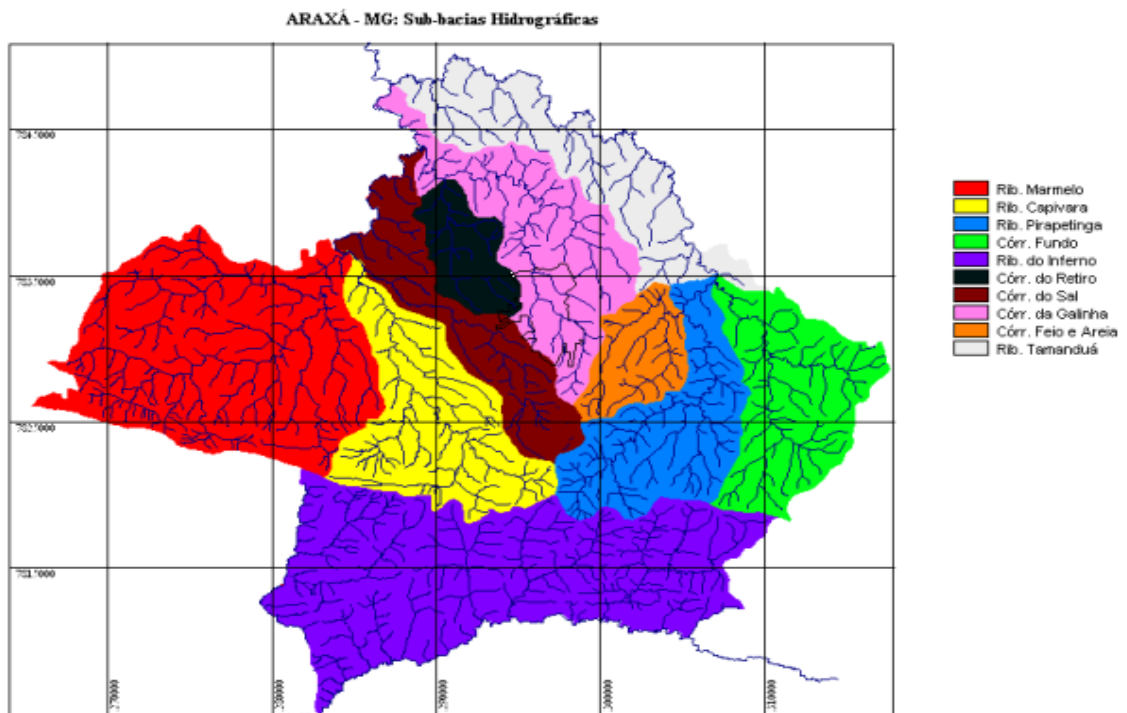 ARAXÁ - MG: Sub-bacias Hidrográficas
Rib. Marmelo
Rib. Capivara
Rib. Pirapetinga
Córr. Fundo
Rib. do Inferno
Córr. do Retiro
Córr. do Sal
Córr. da Galinha
Córr. Feio e Areia
Rib. Tamanduá